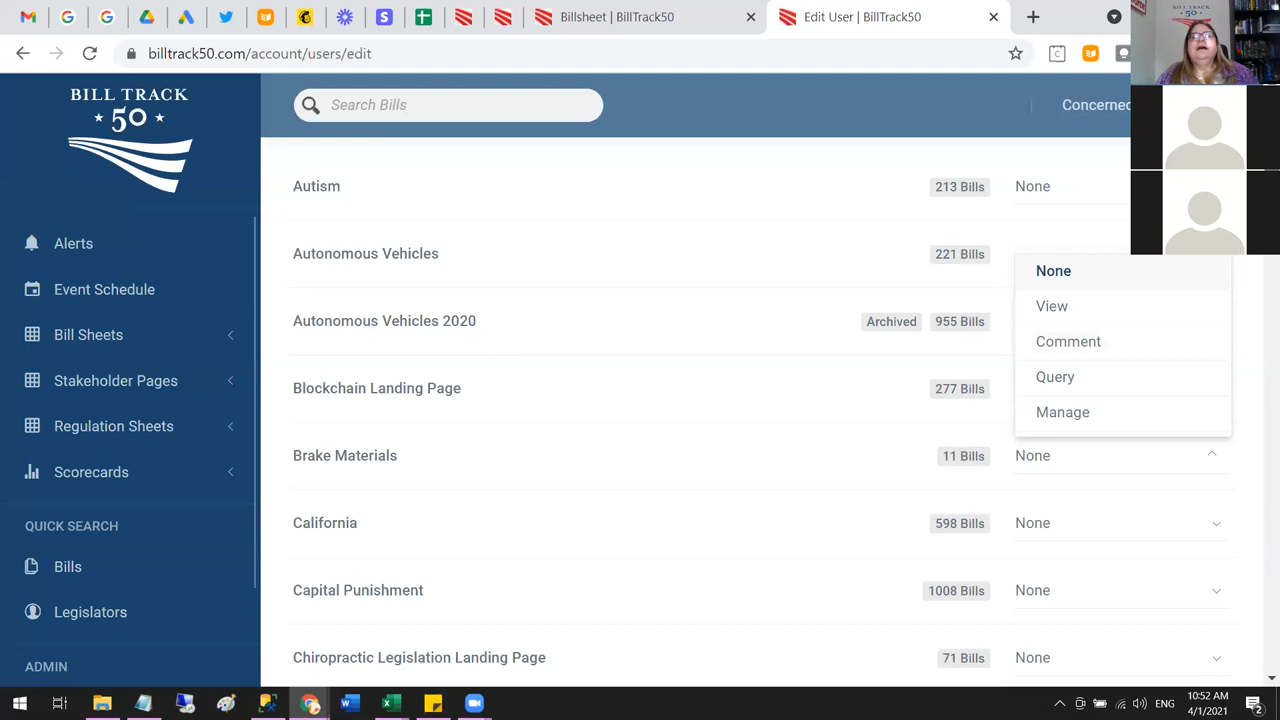 Billsheet | BillTrack50
Edit User | BillTrack50
billtrack50.com/account/users/edit
BILL TRACK
50
BILL TRACK
50
Search Bills
Concerned
Alerts
Event Schedule
Bill Sheets
Stakeholder Pages
Regulation Sheets
Scorecards
QUICK SEARCH
Bills
Legislators
ADMIN
Autism 213 Bills None
Autonomous Vehicles 221 Bills
Autonomous Vehicles 2020 Archived 955 Bills
Blockchain Landing Page 277 Bills
None
View
Comment
Query
Manage
Brake Materials 11 Bills None
California 598 Bills None
Capital Punishment 1008 Bills None
Chiropractic Legislation Landing Page 71 Bills None
ENG
10:52 AM
4/1/2021
2